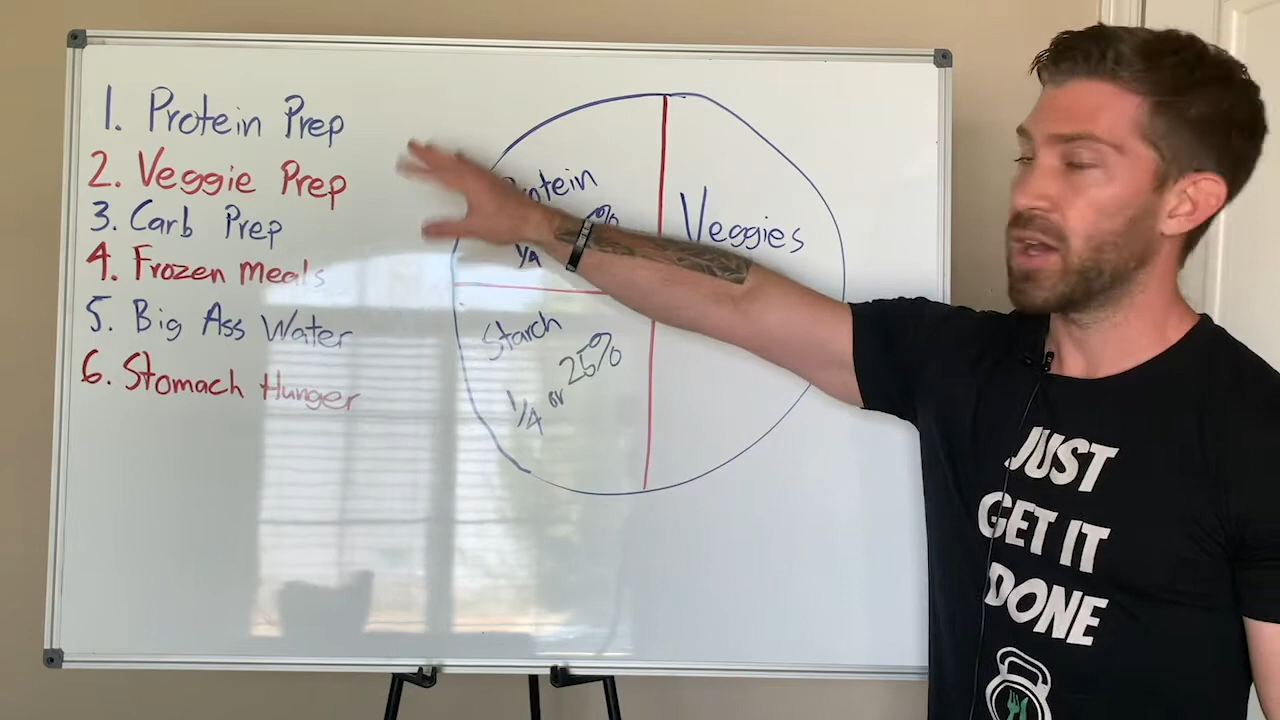 1. Protein Prep
2. Veggie Prep
3. Carb Prep
4. Frozen Meals
5. Big Ass Water
6. Stomach Hunger
Veggies
1/4
Starch
1/4 or 25%
JUST
GET IT
DONE